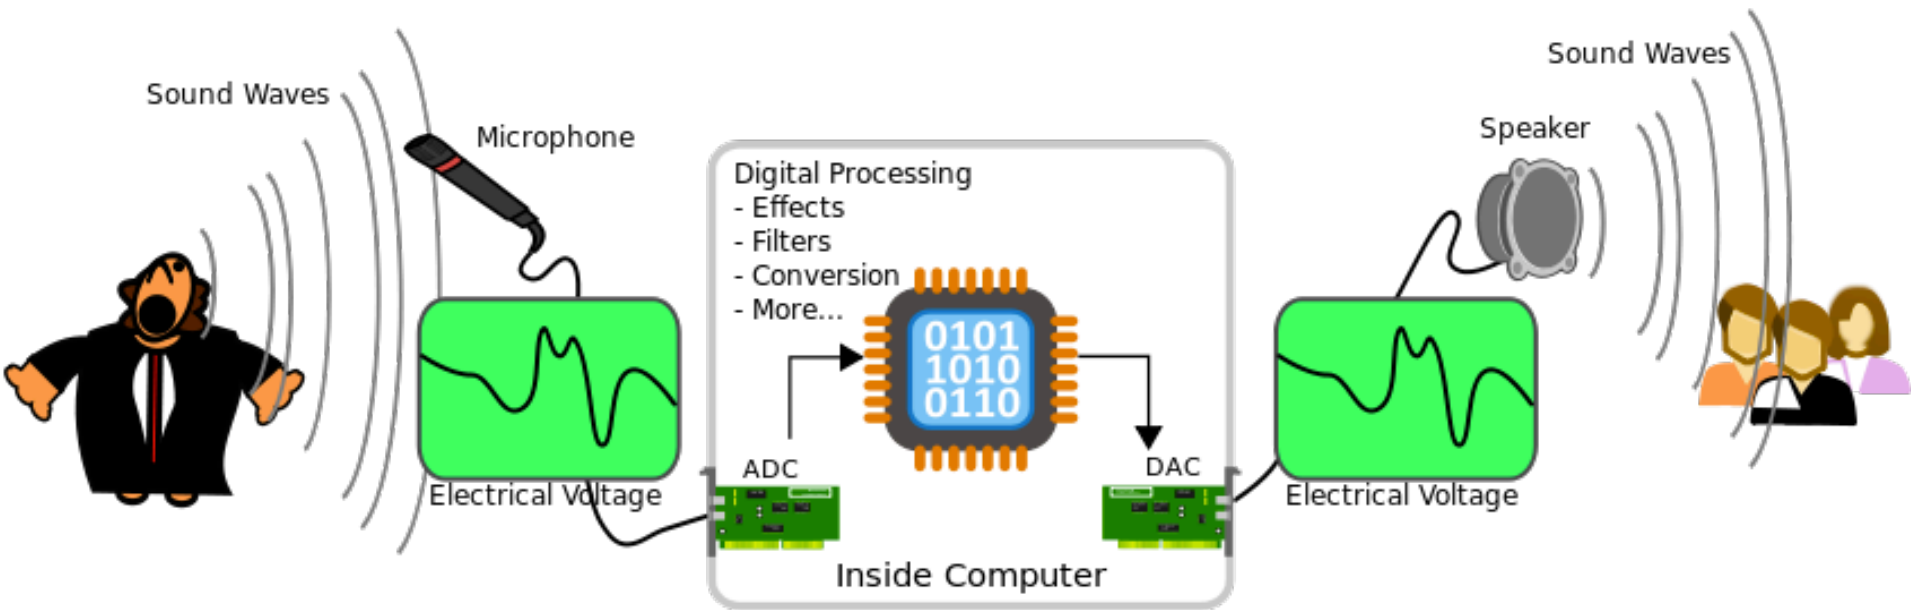 Sound Waves
Microphone
Electrical Voltage
Digital Processing
- Effects
- Filters
- Conversion
- More...
0101
1010
0110
ADC
DAC
Inside Computer
Electrical Voltage
Speaker
Sound Waves